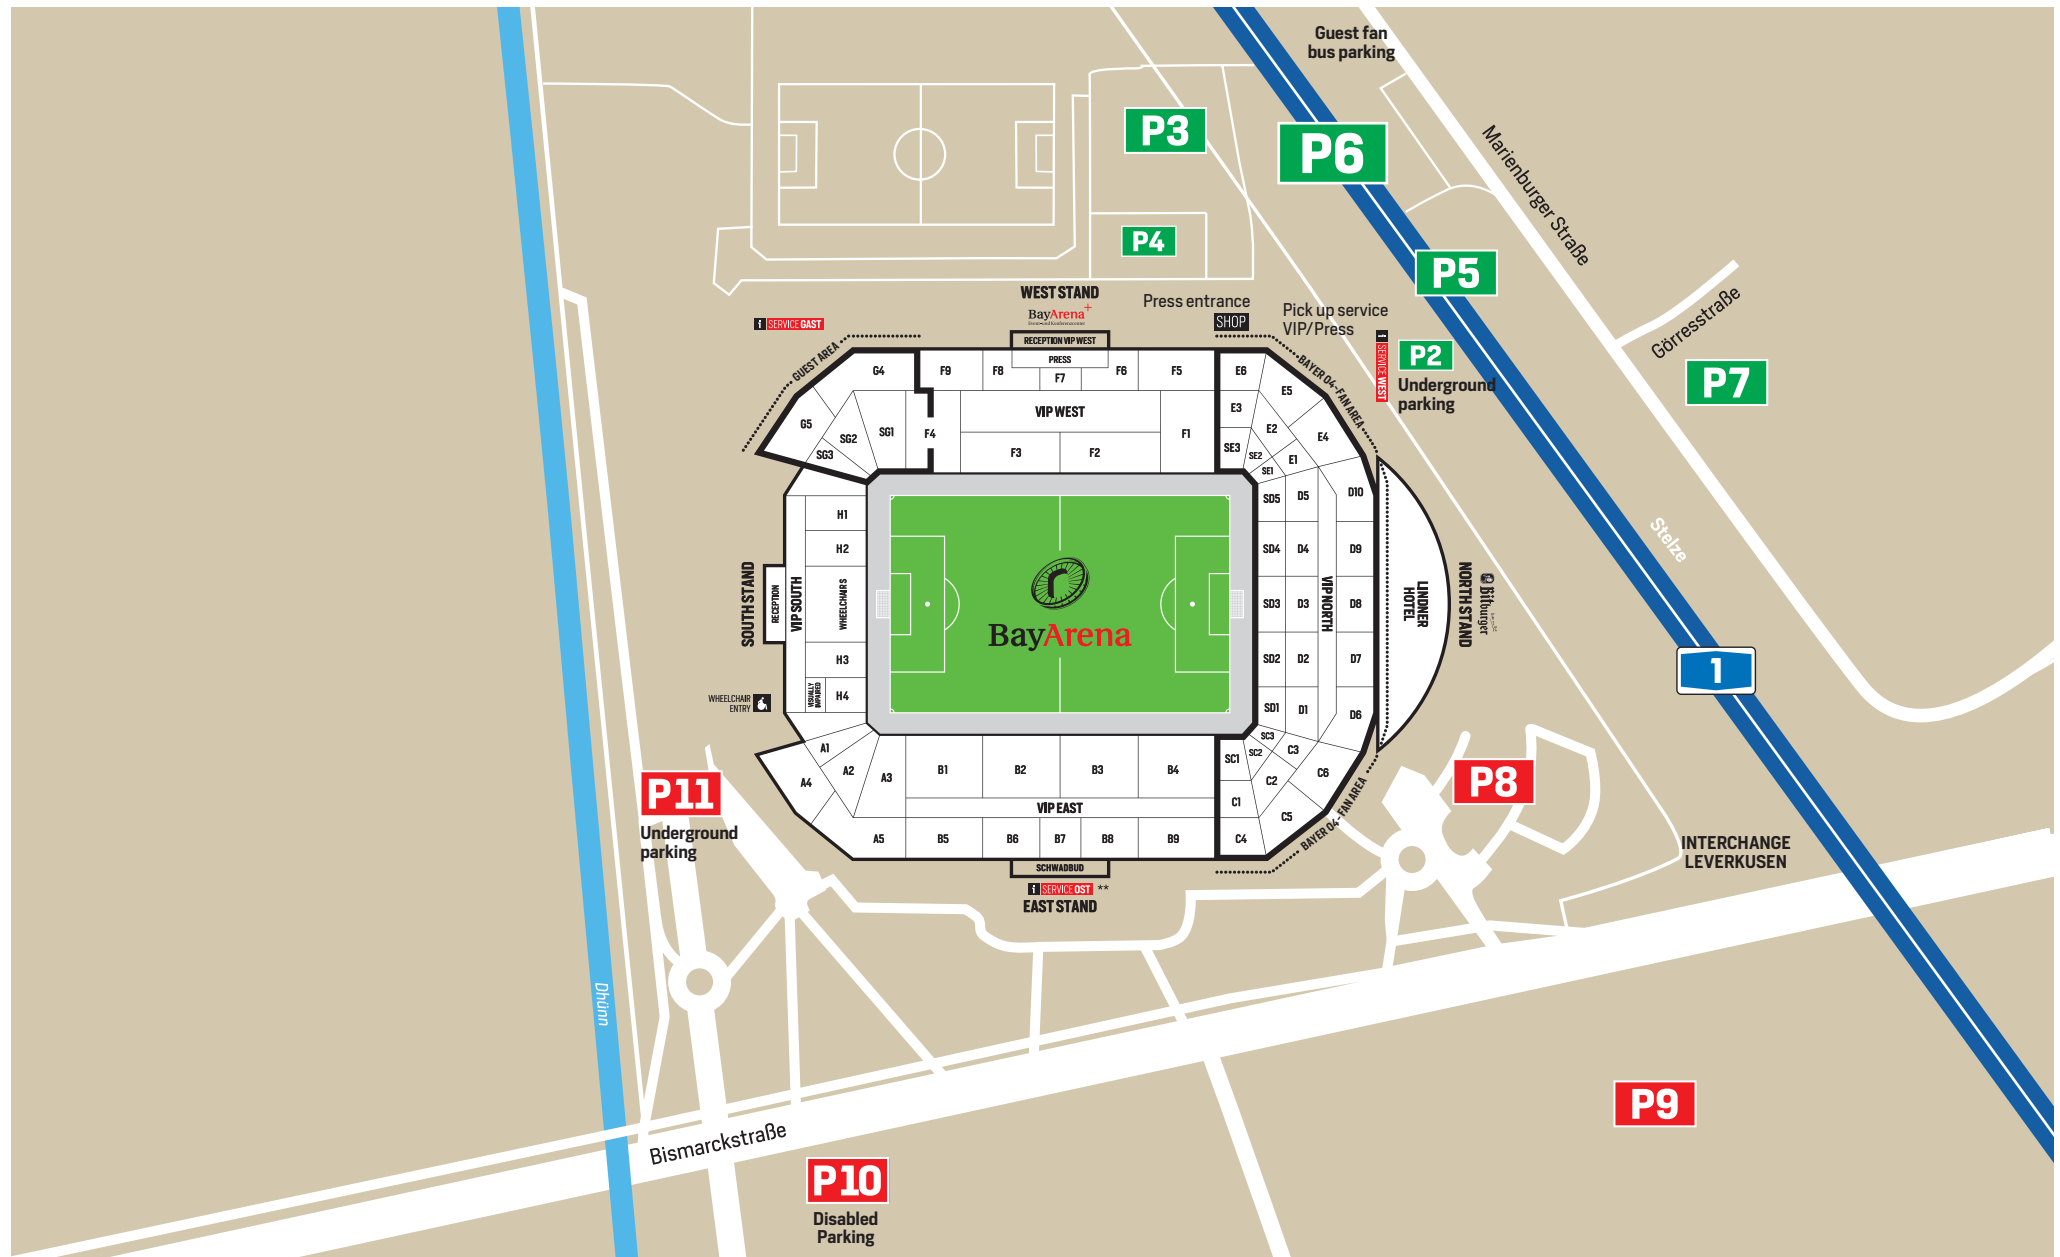 Guest fan
bus parking
P3
P6
Marienburger Straße
P4
P5
WEST STAND
BayArena+
Press entrance
SHOP
Pick up service
VIP/Press
Görresstraße
i SERVICE GAST
GUEST AREA
RECEPTION VIP WEST
PRESS
i SERVICE WEST
P2
Underground
parking
P7
BAYER 04-FAN AREA
G4
F9
F8
F7
F6
F5
E6
E5
VIP WEST
E3
G5
SG2
SG1
F4
F1
E2
E4
SG3
F3
F2
SE3
SE2
E1
SE1
H1
SD5
D5
D10
H2
SD4
D4
D9
Stelze
SOUTH STAND
RECEPTION
VIP SOUTH
WHEELCHAIRS
BayArena
SD3
D3
VIP NORTH
D8
LINDNER
HOTEL
NORTH STAND
Bitburger
H3
SD2
D2
D7
1
WHEELCHAIR
ENTRY
VISUALLY
IMPAIRED
H4
SD1
D1
D6
A1
SC3
SC2
C3
A4
A2
A3
B1
B2
B3
B4
SC1
C2
C6
P11
Underground
parking
VIP EAST
C1
C5
P8
A5
B5
B6
B7
B8
B9
C4
BAYER 04-FAN AREA
INTERCHANGE
LEVERKUSEN
SCHWADBUD
i SERVICE OST **
EAST STAND
Dhünn
Bismarckstraße
P9
P10
Disabled
Parking